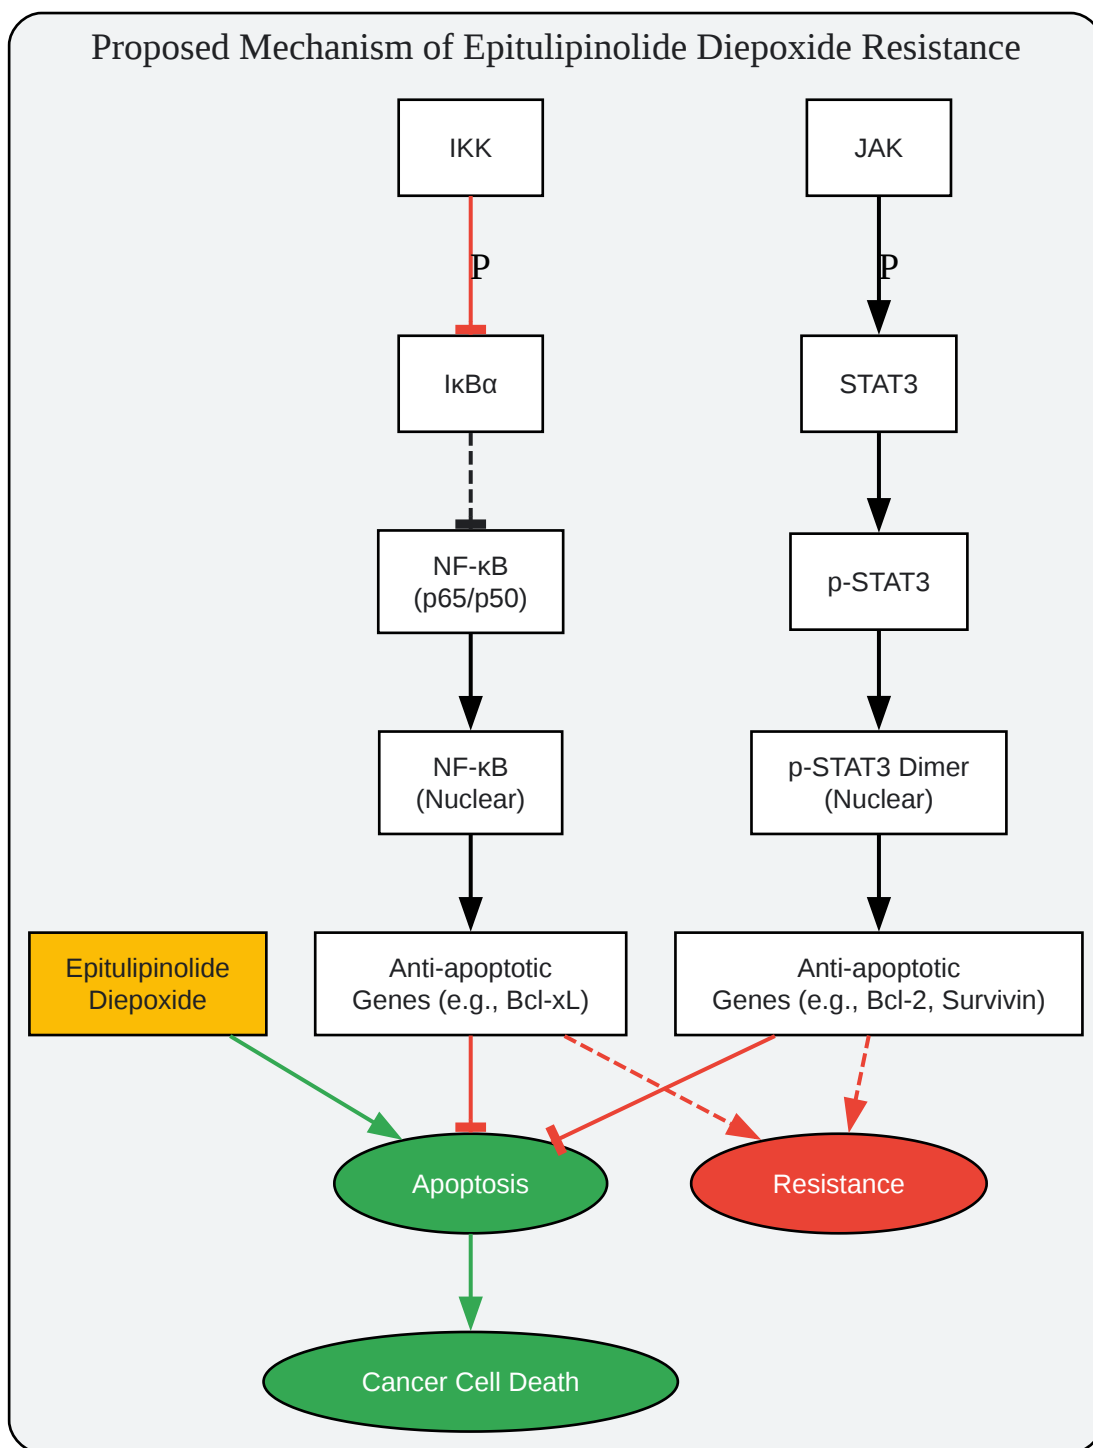 Proposed Mechanism of Epitulipinolide Diepoxide Resistance
IKK
JAK
P
P
IκBα
STAT3
NF-κB
(p65/p50)
p-STAT3
NF-κB
(Nuclear)
p-STAT3 Dimer
(Nuclear)
Epitulipinolide
Diepoxide
Anti-apoptotic
Genes (e.g., Bcl-xL)
Anti-apoptotic
Genes (e.g., Bcl-2, Survivin)
Apoptosis
Resistance
Cancer Cell Death